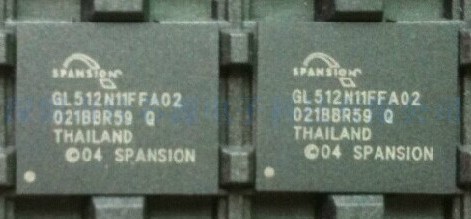 SPANSION
GL512N11FFA02
021BBR59 Q
THAILAND
©04 SPANSION
SPANSION
GL512N11FFA02
021BBR59 Q
THAILAND
©04 SPANSION